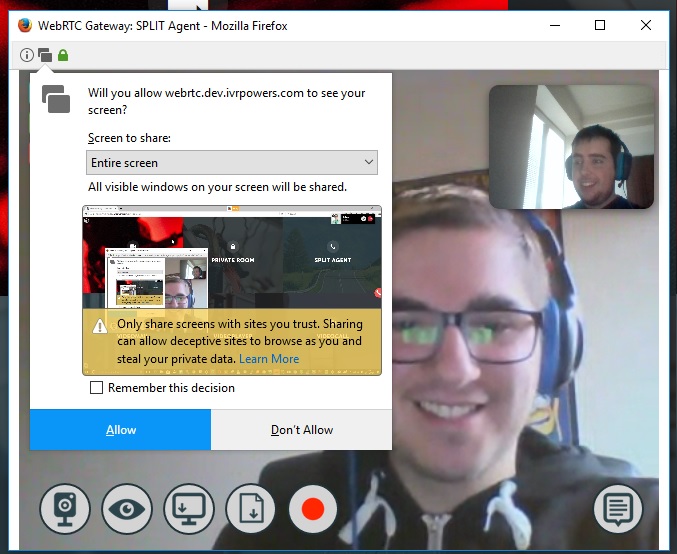 WebRTC Gateway: SPLIT Agent - Mozilla Firefox
Will you allow webrtc.dev.ivrpowers.com to see your
screen?
Screen to share:
Entire screen
All visible windows on your screen will be shared.
PRIVATE ROOM
SPLIT AGENT
Only share screens with sites you trust. Sharing
can allow deceptive sites to browse as you and
steal your private data. Learn More
Remember this decision
Allow
Don't Allow